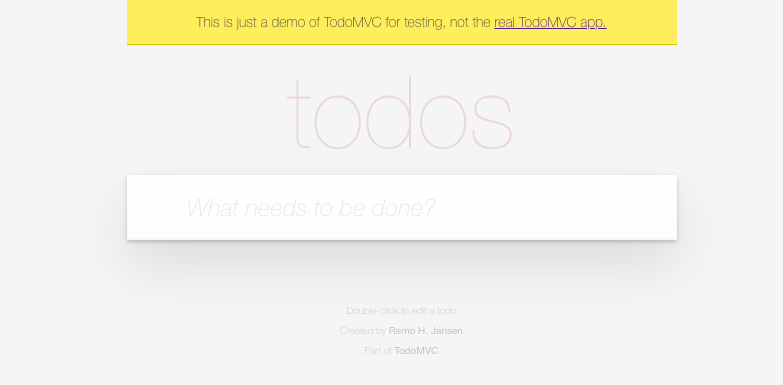 This is just a demo of TodoMVC for testing, not the real TodoMVC app.
todos
What needs to be done?
Double-click to edit a todo
Created by Remo H. Jansen
Part of TodoMVC